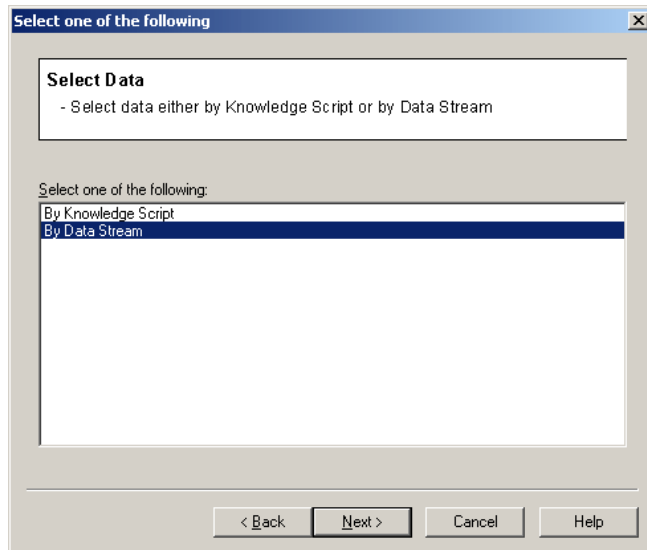 Select one of the following
Select Data
- Select data either by Knowledge Script or by Data Stream
Select one of the following:
By Knowledge Script
By Data Stream
< Back Next > Cancel Help